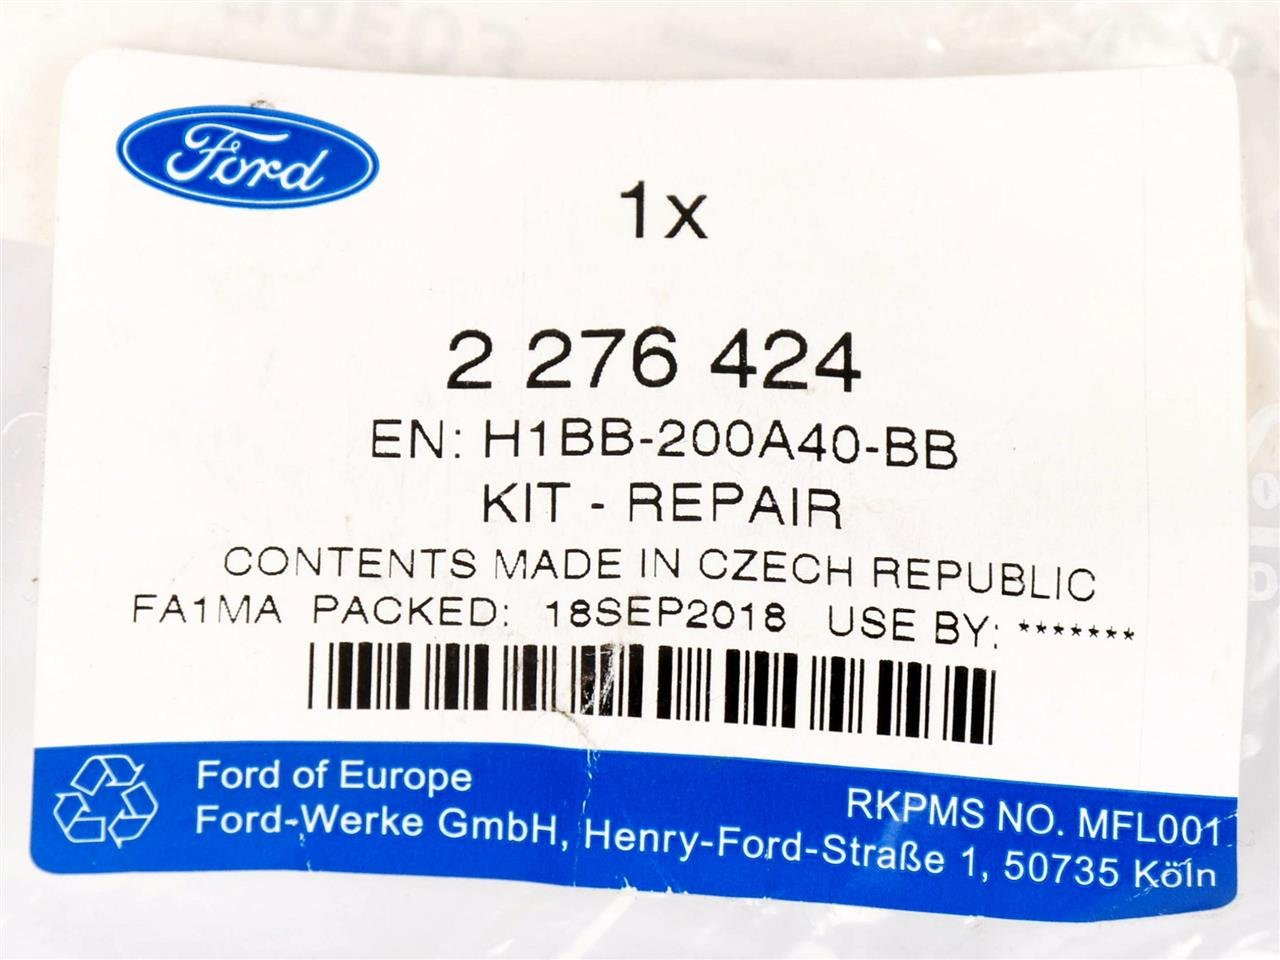 Ford
1x
2 276 424
EN: H1BB-200A40-BB
KIT - REPAIR
CONTENTS MADE IN CZECH REPUBLIC
FA1MA PACKED: 18SEP2018 USE BY: *******
Ford of Europe
Ford-Werke GmbH, Henry-Ford-Straße 1, 50735 Köln
RKPMS NO. MFL001